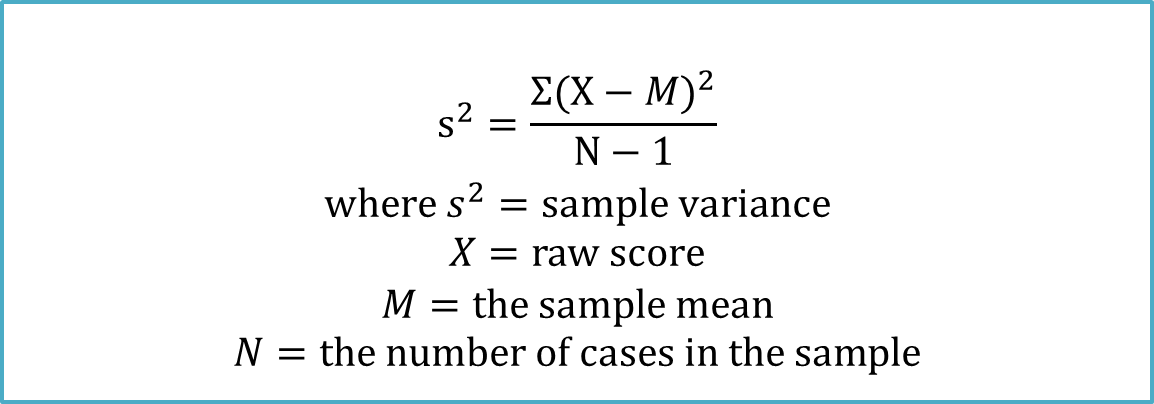 s² = Σ(X − M)² / N − 1
where s² = sample variance
X = raw score
M = the sample mean
N = the number of cases in the sample